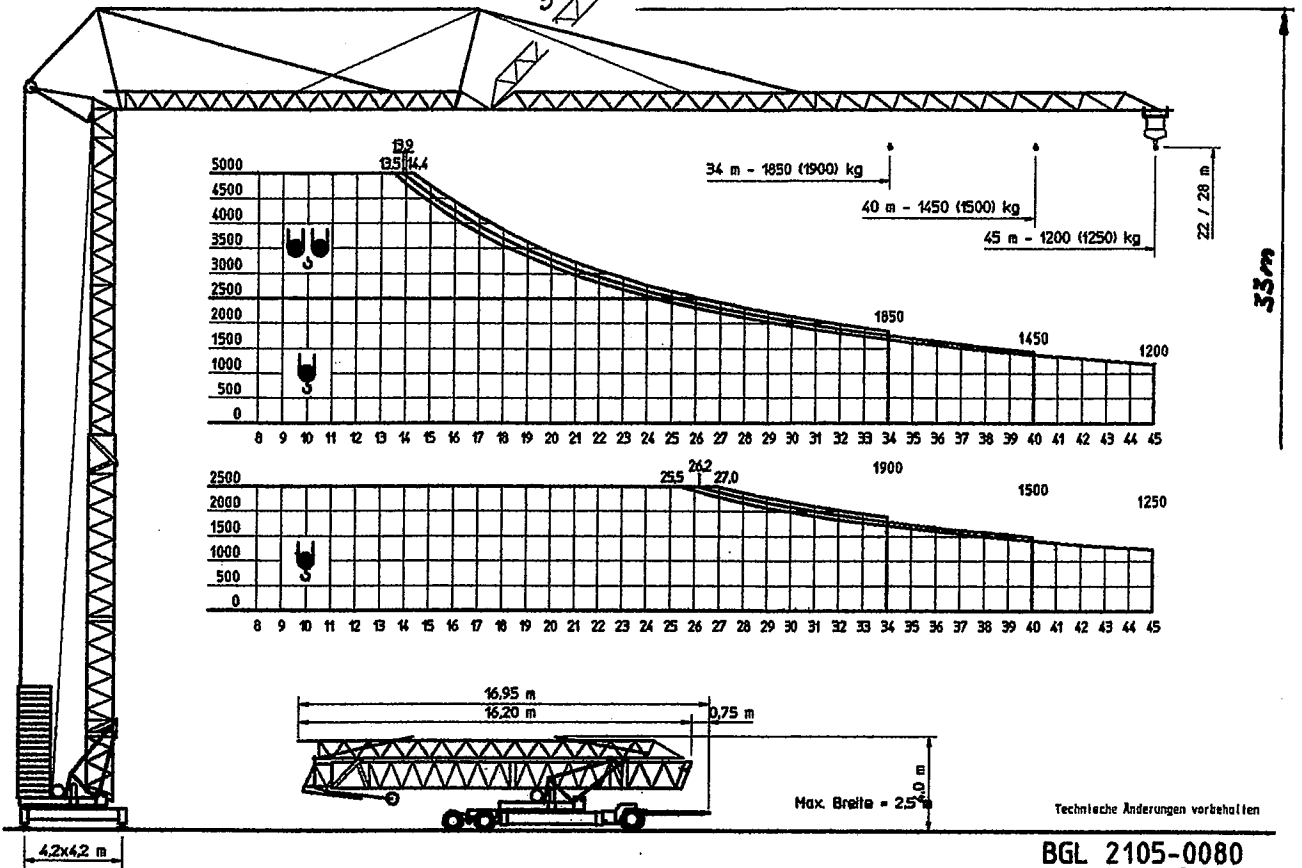 13,9
13,5 14,4
5000
4500
4000
3500
3000
2500
2000
1500
1000
500
0
8 9 10 11 12 13 14 15 16 17 18 19 20 21 22 23 24 25 26 27 28 29 30 31 32 33 34 35 36 37 38 39 40 41 42 43 44 45
34 m - 1850 (1900) kg
40 m - 1450 (1500) kg
45 m - 1200 (1250) kg
22 / 28 m
33m
1850
1450
1200
26,2
25,5 27,0
1900
1500
1250
2500
2000
1500
1000
500
0
8 9 10 11 12 13 14 15 16 17 18 19 20 21 22 23 24 25 26 27 28 29 30 31 32 33 34 35 36 37 38 39 40 41 42 43 44 45
16,95 m
16,20 m
0,75 m
Max. Breite = 2,5
4,0 m
Technische Änderungen vorbehalten
4,2x4,2 m
BGL 2105-0080